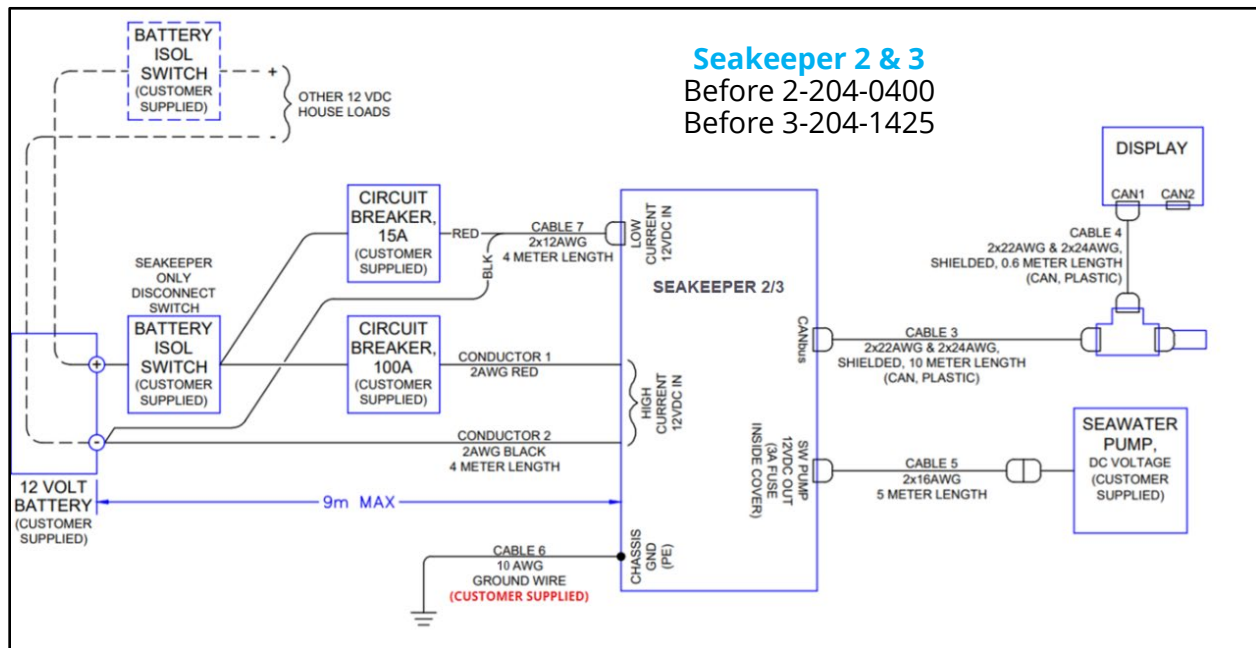 Seakeeper 2 & 3
Before 2-204-0400
Before 3-204-1425
BATTERY
ISOL
SWITCH
(CUSTOMER
SUPPLIED)
+
-
OTHER 12 VDC
HOUSE LOADS
SEAKEEPER
ONLY
DISCONNECT
SWITCH
BATTERY
ISOL
SWITCH
(CUSTOMER
SUPPLIED)
CIRCUIT
BREAKER,
15A
(CUSTOMER
SUPPLIED)
RED
BLK
CABLE 7
2x12AWG
4 METER LENGTH
CIRCUIT
BREAKER,
100A
(CUSTOMER
SUPPLIED)
CONDUCTOR 1
2AWG RED
CONDUCTOR 2
2AWG BLACK
4 METER LENGTH
+
-
12 VOLT
BATTERY
(CUSTOMER
SUPPLIED)
9m MAX
CABLE 6
10 AWG
GROUND WIRE
(CUSTOMER SUPPLIED)
LOW
CURRENT
12VDC IN
SEAKEEPER 2/3
HIGH
CURRENT
12VDC IN
CHASSIS
GND
(PE)
CANbus
SW PUMP
12VDC OUT
(3A FUSE
INSIDE COVER)
DISPLAY
CAN1 CAN2
CABLE 4
2x22AWG & 2x24AWG,
SHIELDED, 0.6 METER LENGTH
(CAN, PLASTIC)
CABLE 3
2x22AWG & 2x24AWG,
SHIELDED, 10 METER LENGTH
(CAN, PLASTIC)
CABLE 5
2x16AWG
5 METER LENGTH
SEAWATER
PUMP,
DC VOLTAGE
(CUSTOMER
SUPPLIED)